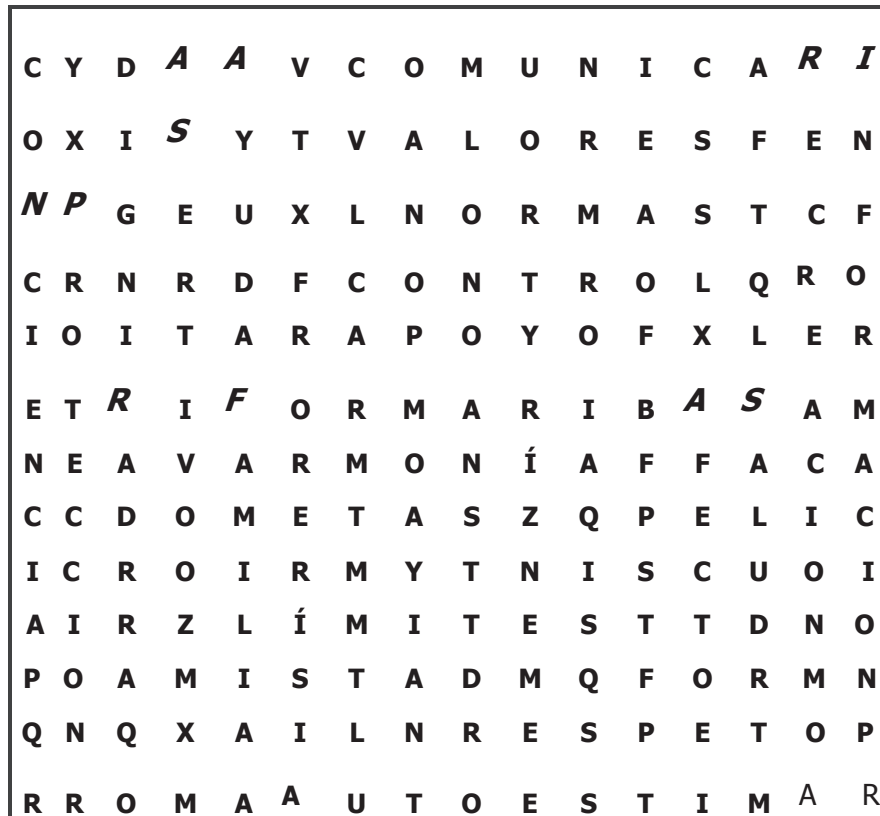 C Y D A A V C O M U N I C A R I
O X I S Y T V A L O R E S F E N
N P G E U X L N O R M A S T C F
C R N R D F C O N T R O L Q R O
I O I T A R A P O Y O F X L E R
E T R I F O R M A R I B A S A M
N E A V A R M O N Í A F F A C A
C C D O M E T A S Z Q P E L I C
I C R O I R M Y T N I S C U O I
A I R Z L Í M I T E S T T D N O
P O A M I S T A D M Q F O R M N
Q N Q X A I L N R E S P E T O P
R R O M A A U T O E S T I M A R